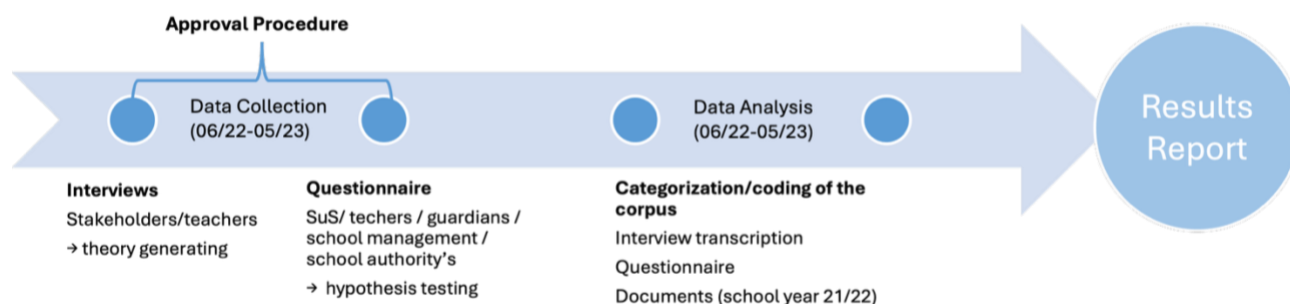 Approval Procedure
Data Collection
(06/22-05/23)
Data Analysis
(06/22-05/23)
Results
Report
Interviews
Stakeholders/teachers
→ theory generating
Questionnaire
SuS/ techers / guardians /
school management /
school authority's
→ hypothesis testing
Categorization/coding of the
corpus
Interview transcription
Questionnaire
Documents (school year 21/22)